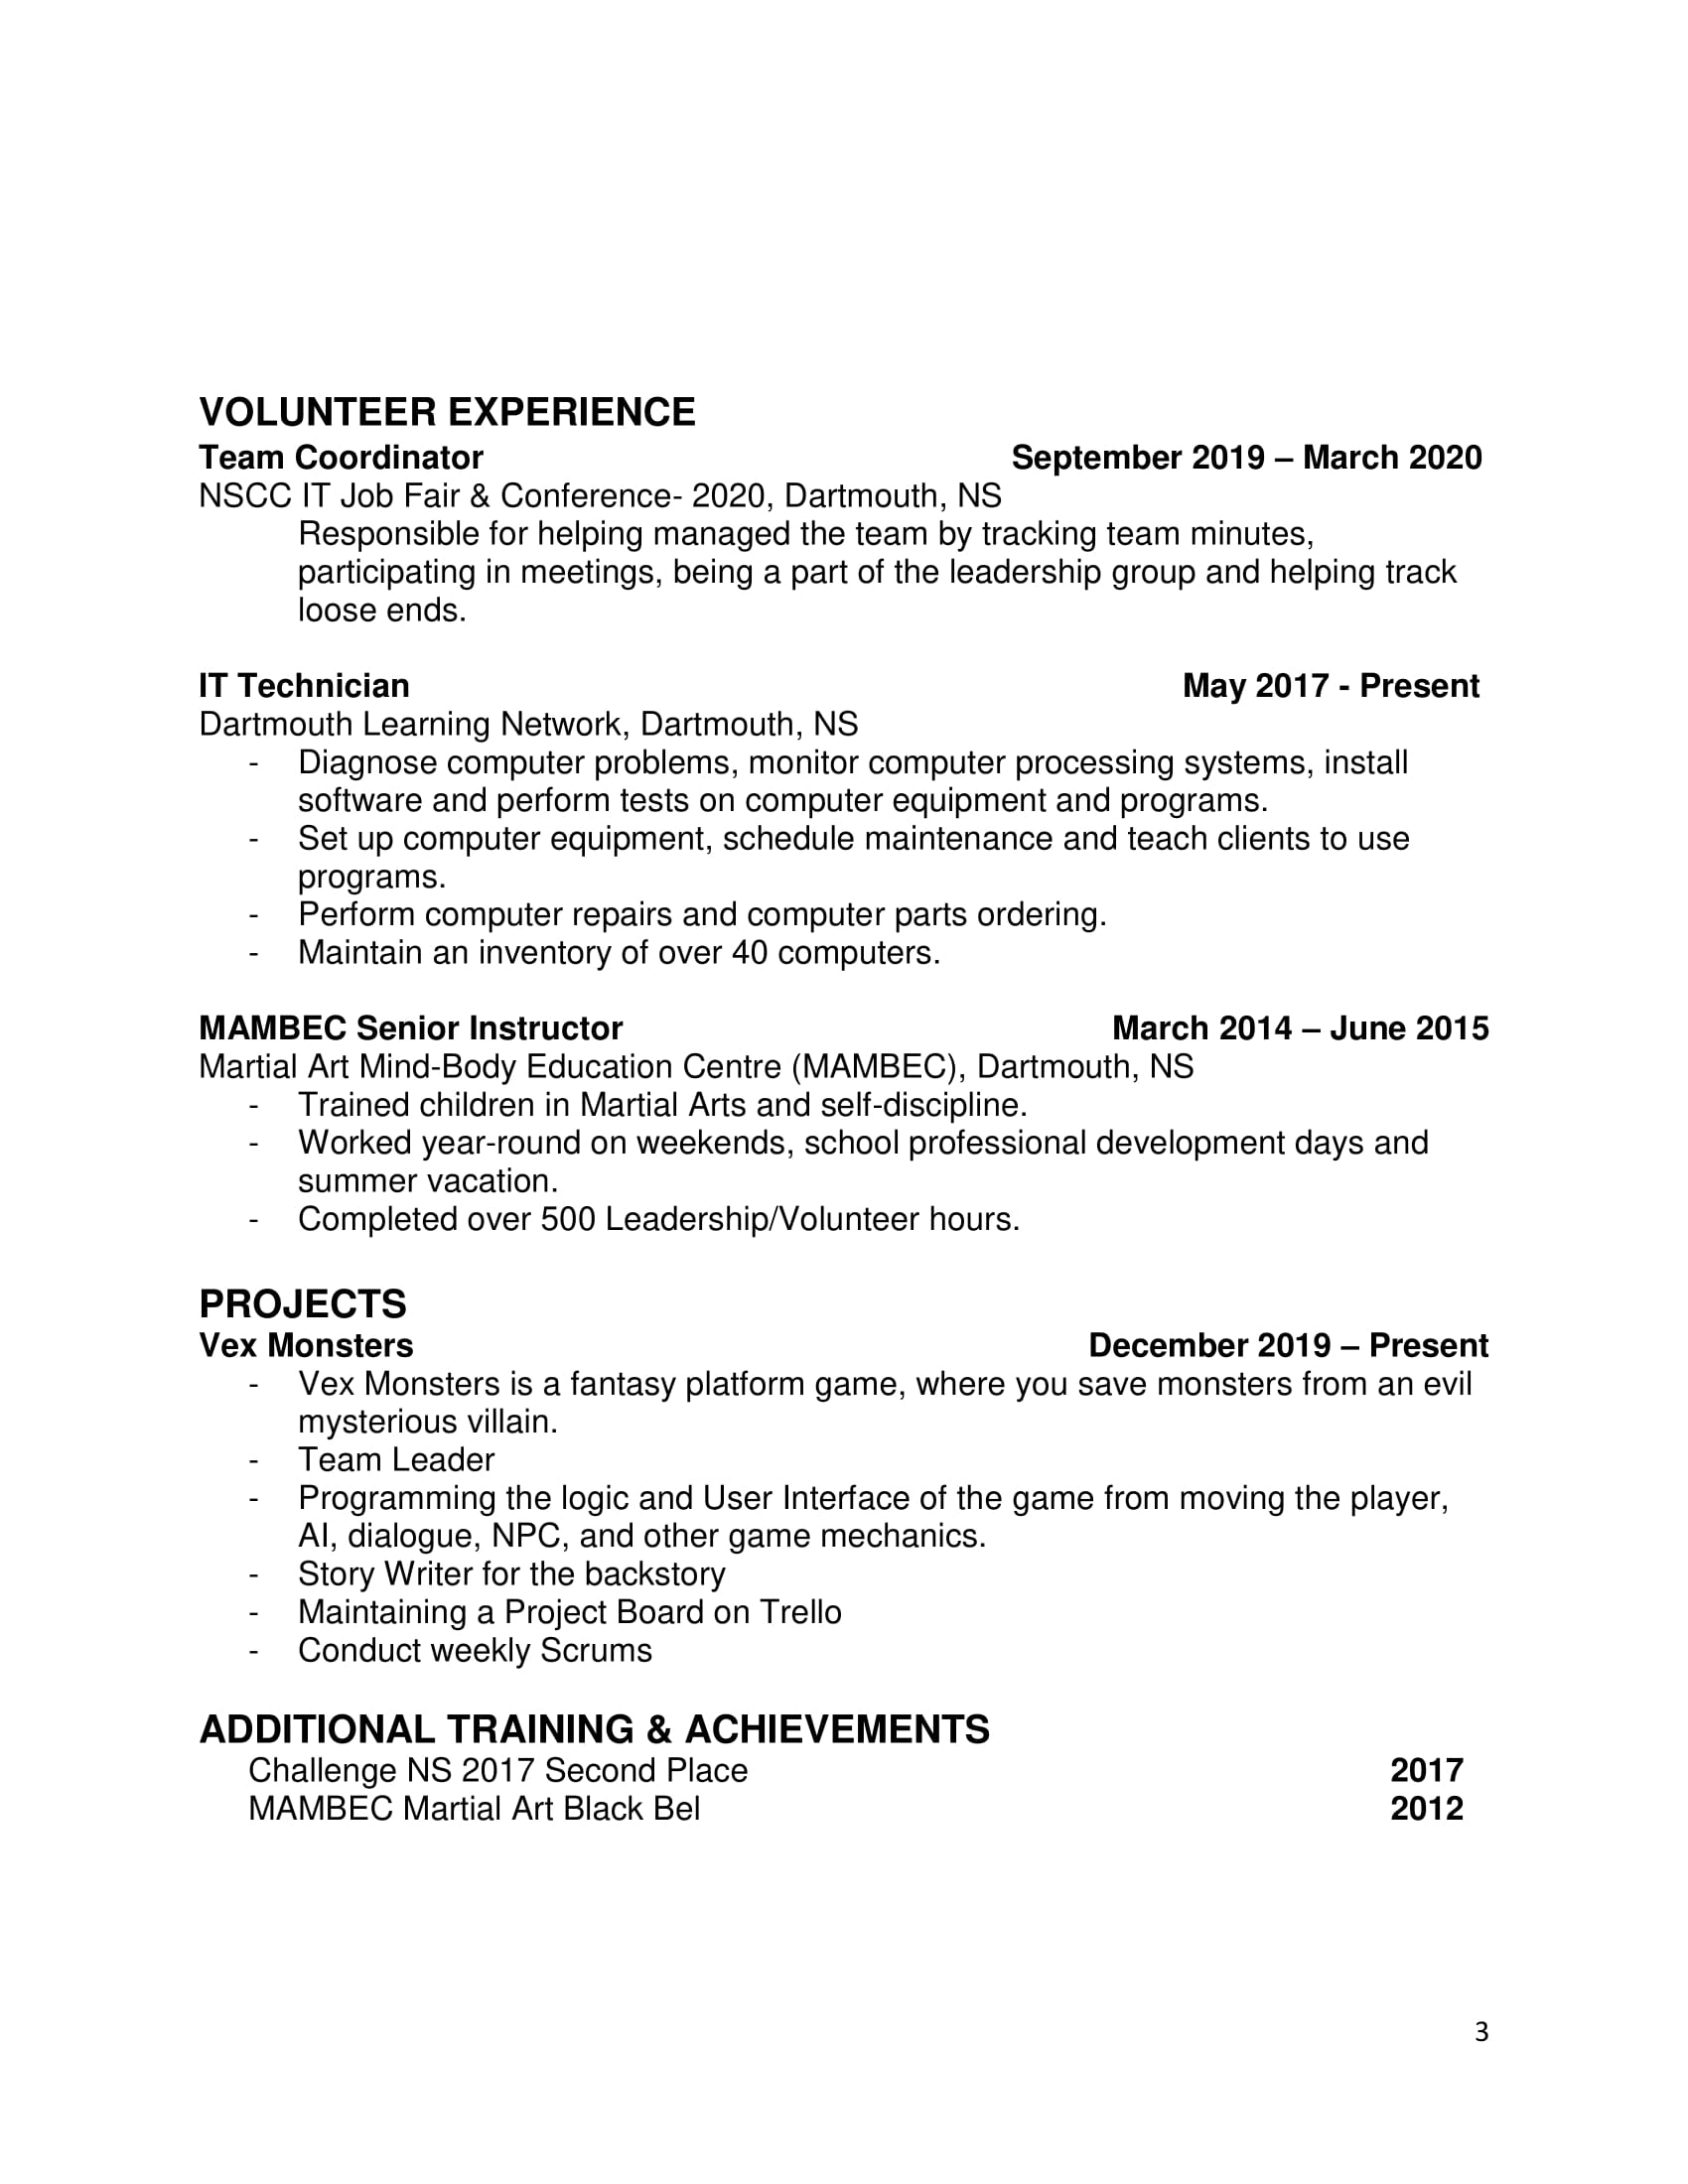 VOLUNTEER EXPERIENCE
Team Coordinator September 2019 – March 2020
NSCC IT Job Fair & Conference- 2020, Dartmouth, NS
Responsible for helping managed the team by tracking team minutes,
participating in meetings, being a part of the leadership group and helping track
loose ends.
IT Technician May 2017 - Present
Dartmouth Learning Network, Dartmouth, NS
- Diagnose computer problems, monitor computer processing systems, install
software and perform tests on computer equipment and programs.
- Set up computer equipment, schedule maintenance and teach clients to use
programs.
- Perform computer repairs and computer parts ordering.
- Maintain an inventory of over 40 computers.
MAMBEC Senior Instructor March 2014 – June 2015
Martial Art Mind-Body Education Centre (MAMBEC), Dartmouth, NS
- Trained children in Martial Arts and self-discipline.
- Worked year-round on weekends, school professional development days and
summer vacation.
- Completed over 500 Leadership/Volunteer hours.
PROJECTS
Vex Monsters December 2019 – Present
- Vex Monsters is a fantasy platform game, where you save monsters from an evil
mysterious villain.
- Team Leader
- Programming the logic and User Interface of the game from moving the player,
AI, dialogue, NPC, and other game mechanics.
- Story Writer for the backstory
- Maintaining a Project Board on Trello
- Conduct weekly Scrums
ADDITIONAL TRAINING & ACHIEVEMENTS
Challenge NS 2017 Second Place 2017
MAMBEC Martial Art Black Bel 2012
3